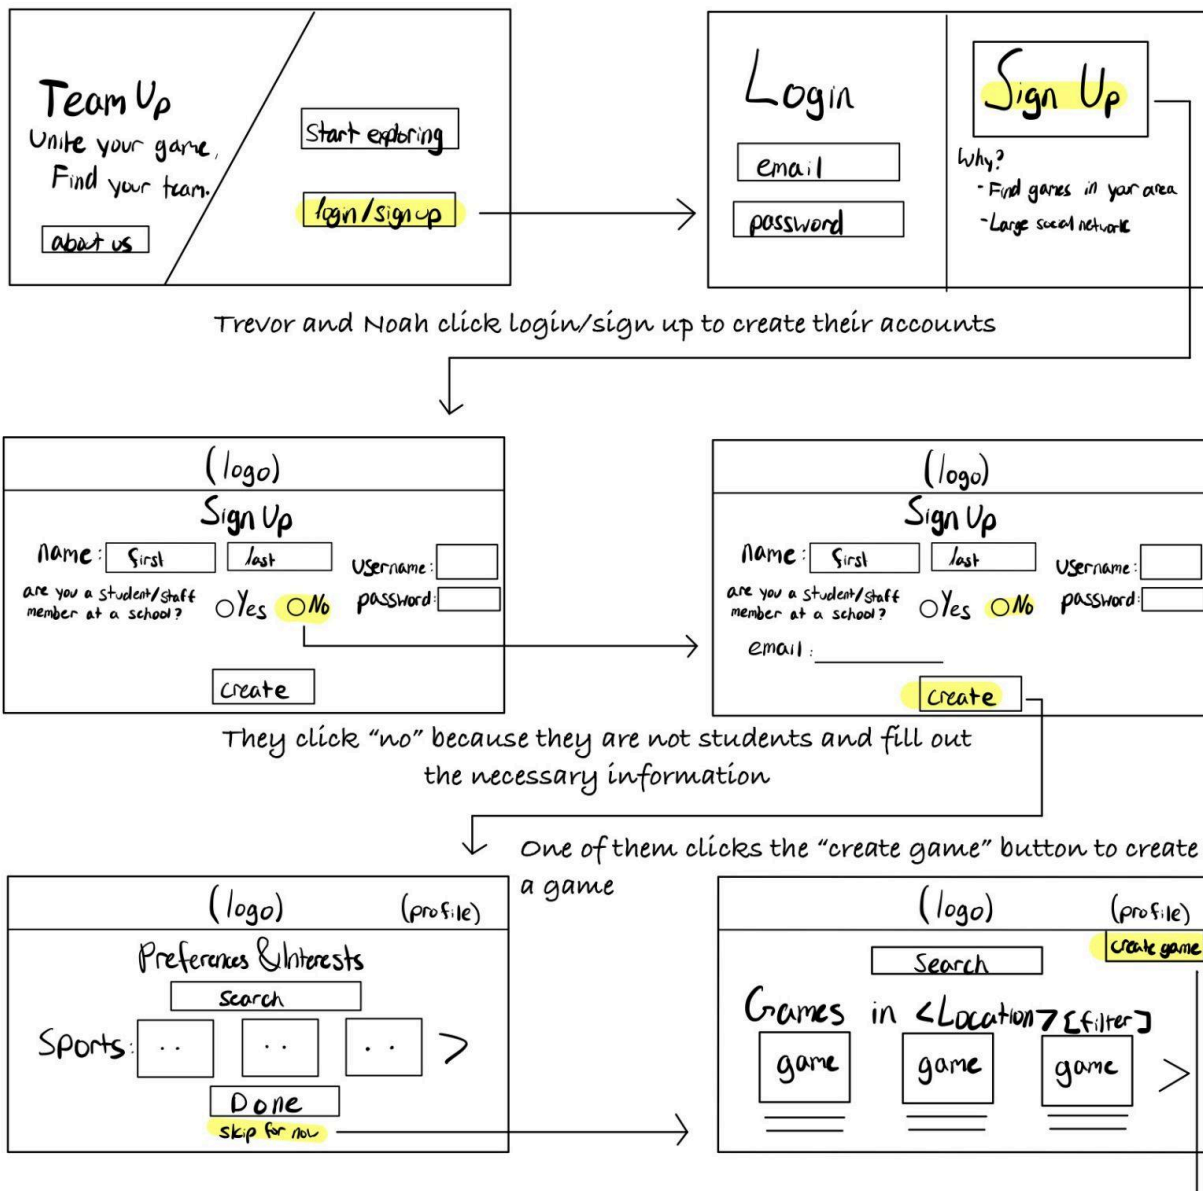 Team Up
Unite your game,
Find your team.
about us
Start exploring
login/sign up
Login
email
password
Sign Up
Why?
- Find games in your area
- Large social network
Trevor and Noah click login/sign up to create their accounts
(logo)
Sign Up
name: first last
username:
are you a student/staff
member at a school?
Yes No
password:
create
(logo)
Sign Up
name: first last
username:
are you a student/staff
member at a school?
Yes No
password:
email:
create
They click "no" because they are not students and fill out
the necessary information
One of them clicks the "create game" button to create
a game
(logo) (profile)
Preferences & Interests
search
Sports:
Done
skip for now
(logo) (profile)
create game
Search
Games in <Location> [filter]
game game game